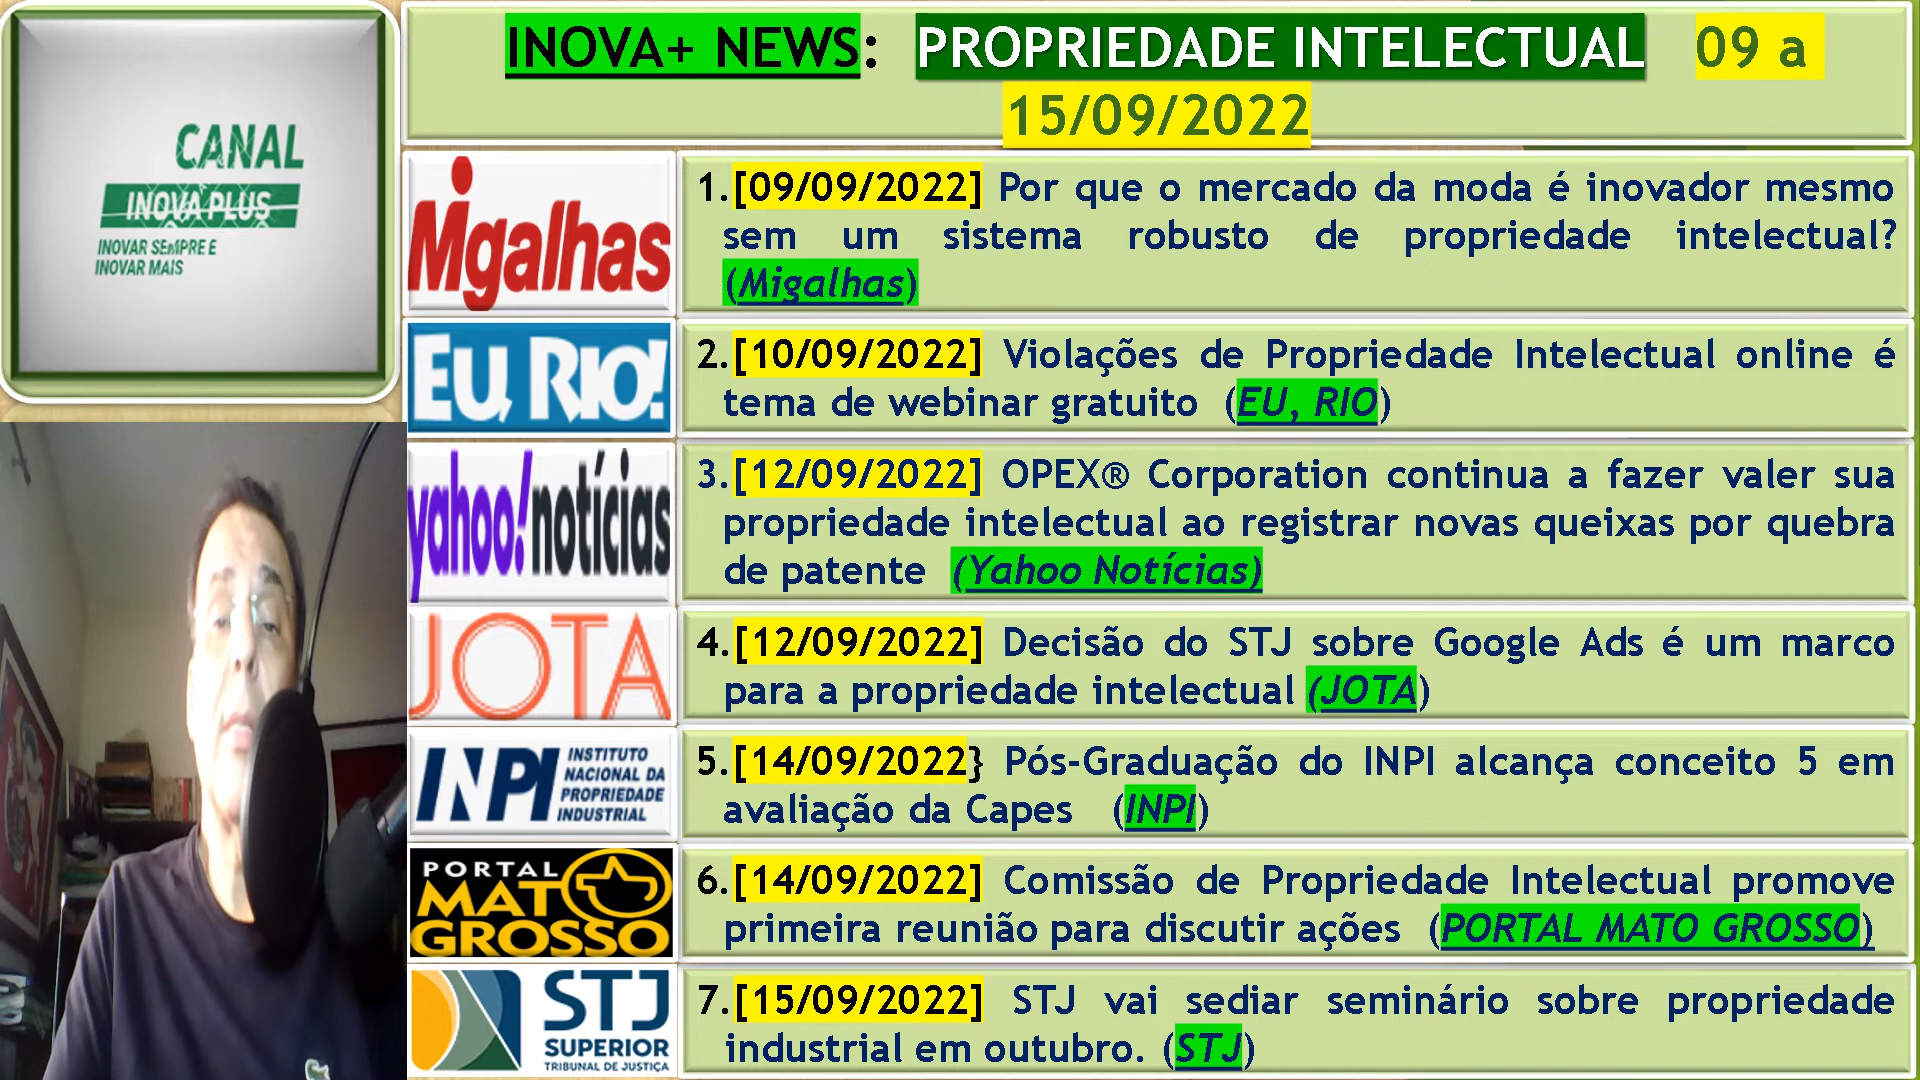 CANAL
INOVA PLUS
INOVAR SEMPRE E
INOVAR MAIS
INOVA+ NEWS: PROPRIEDADE INTELECTUAL 09 a
15/09/2022
Migalhas
1.[09/09/2022] Por que o mercado da moda é inovador mesmo
sem um sistema robusto de propriedade intelectual?
(Migalhas)
EU, RIO!
2.[10/09/2022] Violações de Propriedade Intelectual online é
tema de webinar gratuito (EU, RIO)
yahoo!notícias
3.[12/09/2022] OPEX® Corporation continua a fazer valer sua
propriedade intelectual ao registrar novas queixas por quebra
de patente (Yahoo Notícias)
JOTA
4.[12/09/2022] Decisão do STJ sobre Google Ads é um marco
para a propriedade intelectual (JOTA)
INPI INSTITUTO
NACIONAL DA
PROPRIEDADE
INDUSTRIAL
5.[14/09/2022} Pós-Graduação do INPI alcança conceito 5 em
avaliação da Capes (INPI)
PORTAL
MATO
GROSSO
6.[14/09/2022] Comissão de Propriedade Intelectual promove
primeira reunião para discutir ações (PORTAL MATO GROSSO)
STJ
SUPERIOR
TRIBUNAL DE JUSTIÇA
7.[15/09/2022] STJ vai sediar seminário sobre propriedade
industrial em outubro. (STJ)